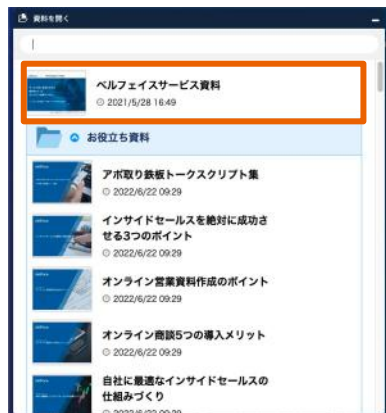 資料を開く
ベルフェイスサービス資料
2021/5/28 16:49
お役立ち資料
アポ取り鉄板トークスクリプト集
2022/6/22 09:29
インサイドセールスを絶対に成功さ
せる3つのポイント
2022/6/22 09:29
オンライン営業資料作成のポイント
2022/6/22 09:29
オンライン商談5つの導入メリット
2022/6/22 09:29
自社に最適なインサイドセールスの
仕組みづくり
2022/6/22 09:29